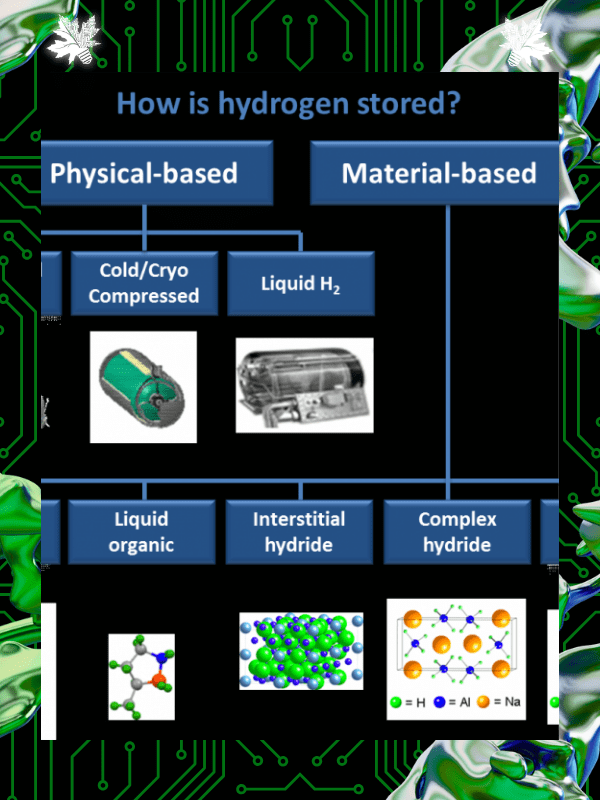 How is hydrogen stored?
Physical-based
Material-based
Cold/Cryo
Compressed
Liquid H₂
Liquid
organic
Interstitial
hydride
Complex
hydride
= H = Al = Na